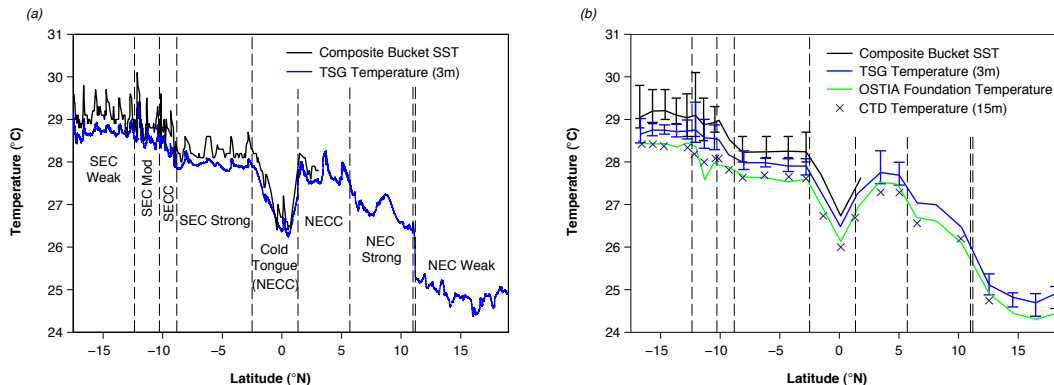 (a)
31
30
29
28
27
26
25
24
Temperature (°C)
Composite Bucket SST
TSG Temperature (3m)
SEC
Weak
SEC Mod
SECC
SEC Strong
Cold
Tongue
(NECC)
NECC
NEC
Strong
NEC Weak
−15
−10
−5
0
5
10
15
Latitude (°N)
(b)
31
30
29
28
27
26
25
24
Temperature (°C)
Composite Bucket SST
TSG Temperature (3m)
OSTIA Foundation Temperature
CTD Temperature (15m)
−15
−10
−5
0
5
10
15
Latitude (°N)